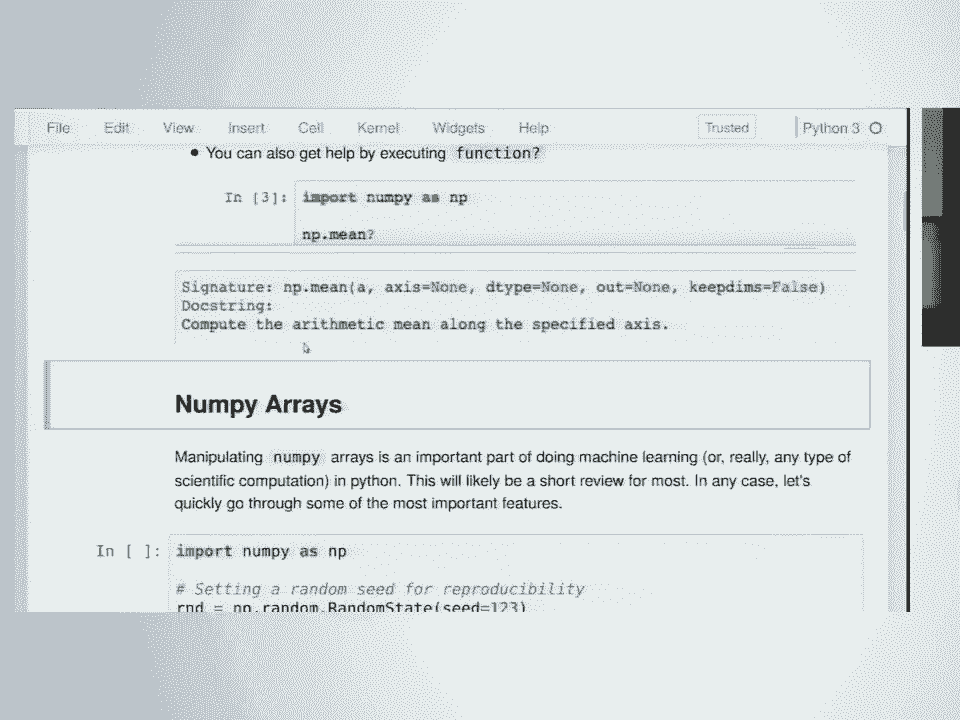 File Edit View Insert Cell Kernel Widgets Help Trusted Python 3
You can also get help by executing function?
In [3]: import numpy as np
np.mean?
Signature: np.mean(a, axis=None, dtype=None, out=None, keepdims=False)
Docstring:
Compute the arithmetic mean along the specified axis.
Numpy Arrays
Manipulating numpy arrays is an important part of doing machine learning (or, really, any type of
scientific computation) in python. This will likely be a short review for most. In any case, let's
quickly go through some of the most important features.
In [ ]: import numpy as np
# Setting a random seed for reproducibility
rnd = np.random.RandomState(seed=123)